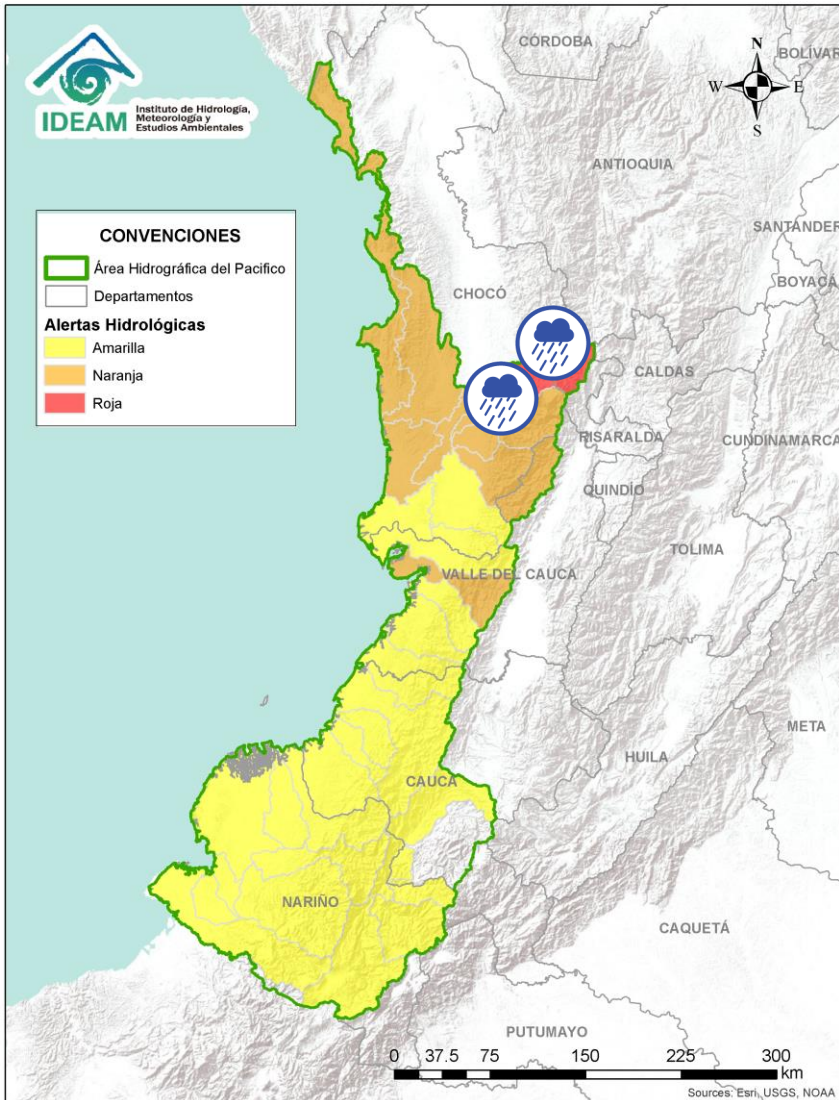 IDEAM
Instituto de Hidrología,
Meteorología y
Estudios Ambientales
CÓRDOBA
BOLÍVAR
N
W
E
S
ANTIOQUIA
CONVENCIONES
Área Hidrográfica del Pacifico
Departamentos
Alertas Hidrológicas
Amarilla
Naranja
Roja
SANTANDER
BOYACÁ
CHOCÓ
CALDAS
RISARALDA
CUNDINAMARCA
QUINDÍO
TOLIMA
VALLE DEL CAUCA
META
HUILA
CAUCA
NARIÑO
CAQUETÁ
PUTUMAYO
0 37.5 75 150 225 300
km
Sources: Esri, USGS, NOAA